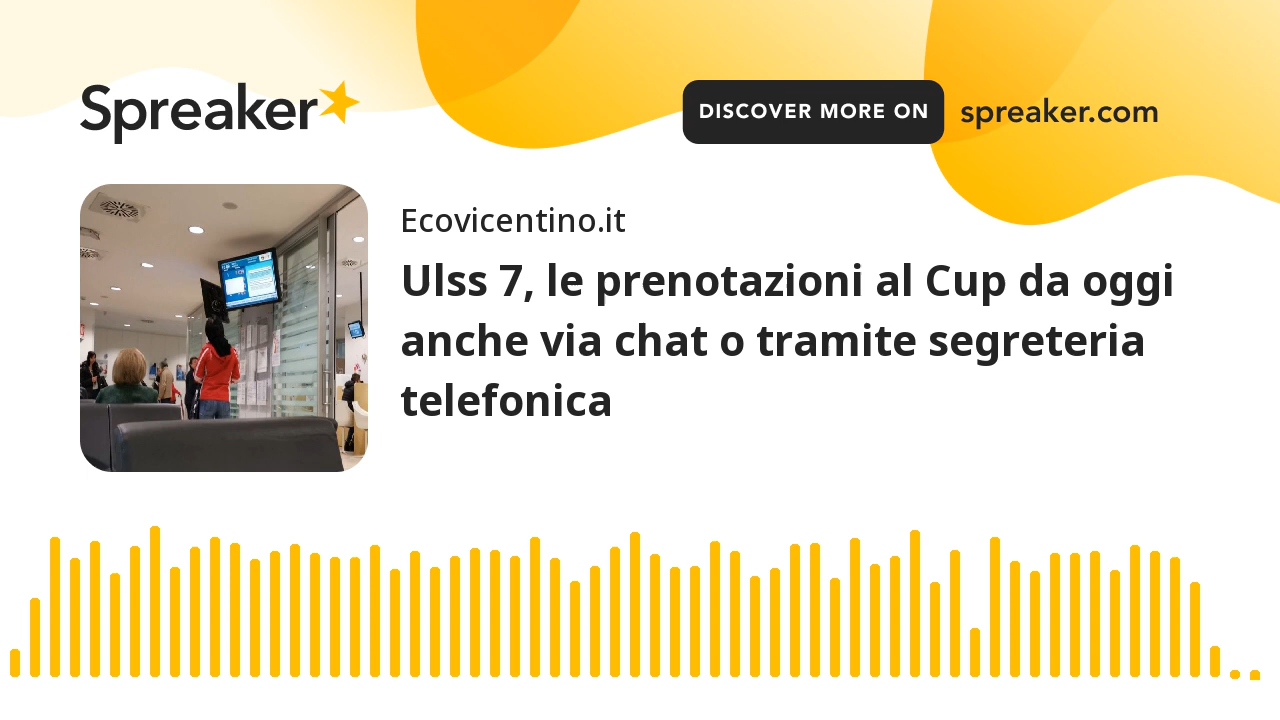 Spreaker
DISCOVER MORE ON
spreaker.com
Ecovicentino.it
Ulss 7, le prenotazioni al Cup da oggi
anche via chat o tramite segreteria
telefonica